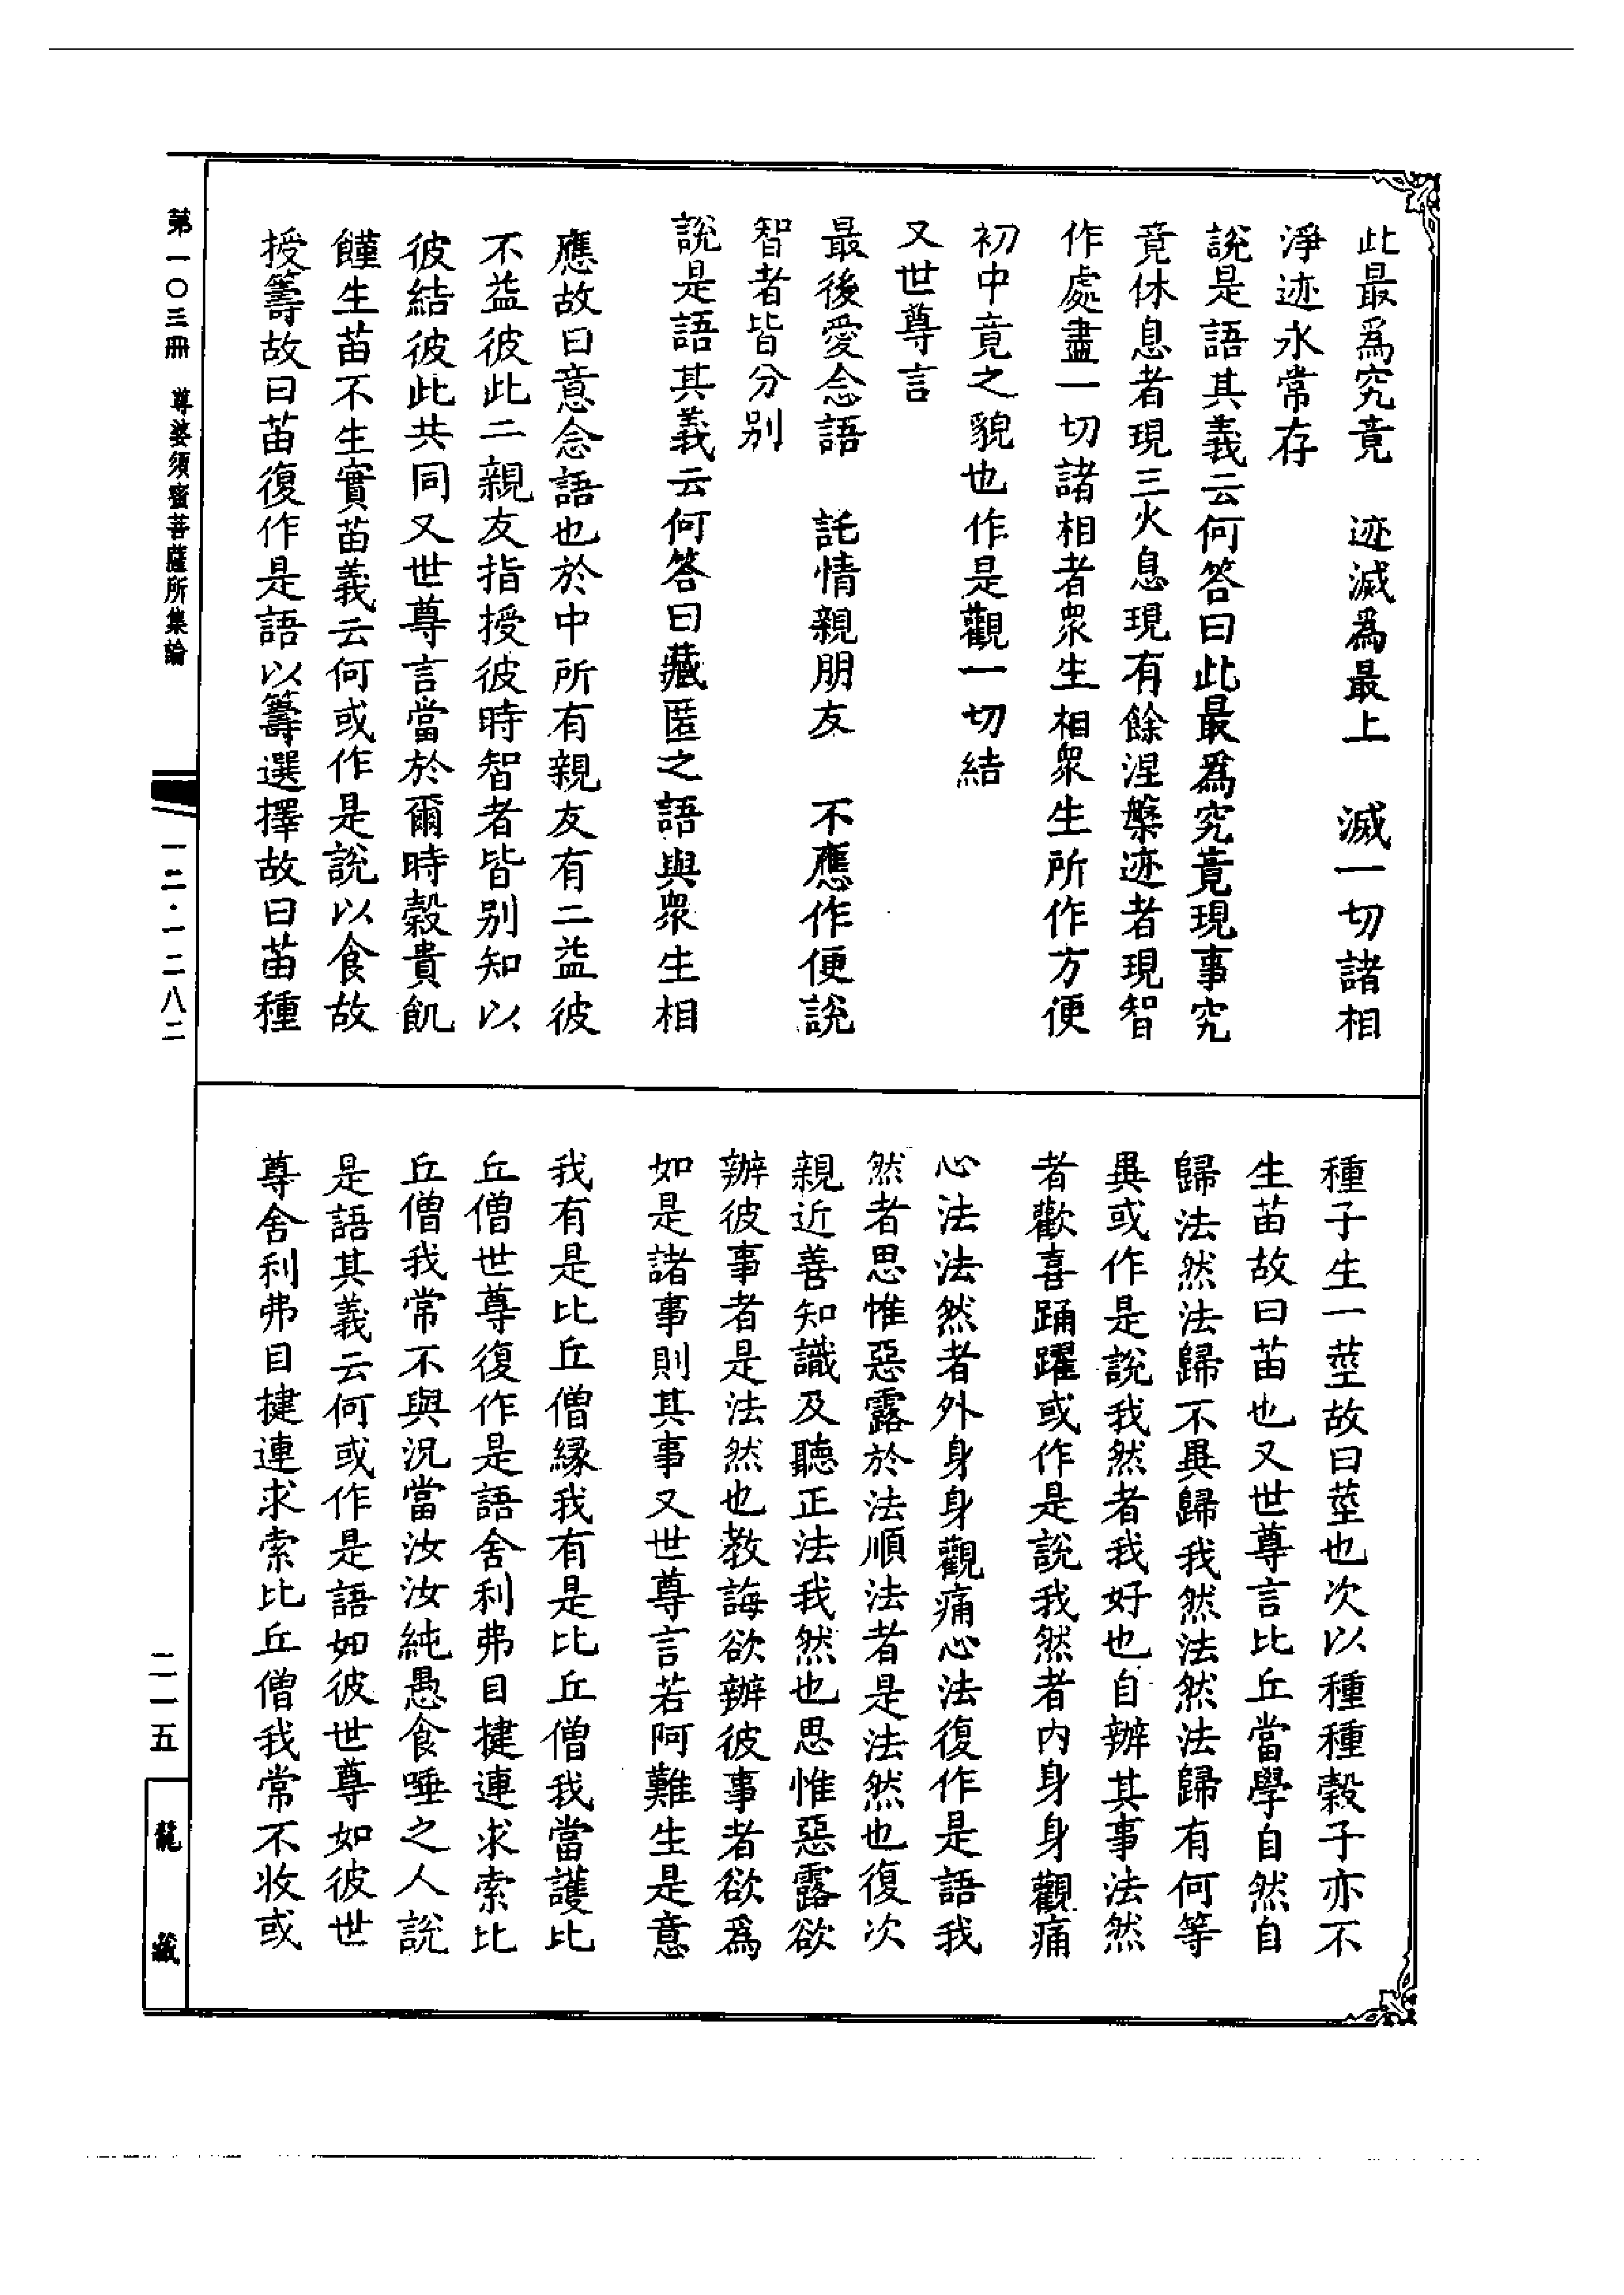 此最爲究竟　迹滅爲最上　滅一切諸相
淨迹永常存
說是語其義云何答曰此最爲究竟現事究
竟休息者現三火息現有餘涅槃迹者現智
作處盡一切諸相者衆生相衆生所作方便
初中竟之貌也作是觀一切結
又世尊言
最後愛念語　託情親朋友　不應作便說
智者皆分別
說是語其義云何答曰藏匿之語與衆生相
應故曰意念語也於中所有親友有二益彼
不益彼此二親友指授彼時智者皆別知以
彼結彼此共同又世尊言當於爾時穀貴飢
饉生苗不生實苗義云何或作是說以食故
授籌故曰苗復作是語以籌選擇故曰苗種
種子生一莖故曰莖也次以種種穀子亦不
生苗故曰苗也又世尊言比丘當學自然自
歸法然法歸不異歸我然法然法歸有何等
異或作是說我然者我好也自辦其事法然
者歡喜踊躍或作是說我然者內身身觀痛
心法法然者外身身觀痛心法復作是語我
然者思惟惡露於法順法者是法然也復次
親近善知識及聽正法我然也思惟惡露欲
辦彼事者是法然也教誨欲辦彼事者欲爲
如是諸事則其事又世尊言若阿難生是意
我有是比丘僧緣我有是比丘僧我當護比
丘僧世尊復作是語舍利弗目揵連求索比
丘僧我常不與況當汝汝純愚食唾之人說
是語其義云何或作是語如彼世尊如彼世
尊舍利弗目揵連求索比丘僧我常不收或
第一〇三冊　尊婆須蜜菩薩所集論
一二·一二八二
二一五
龍藏